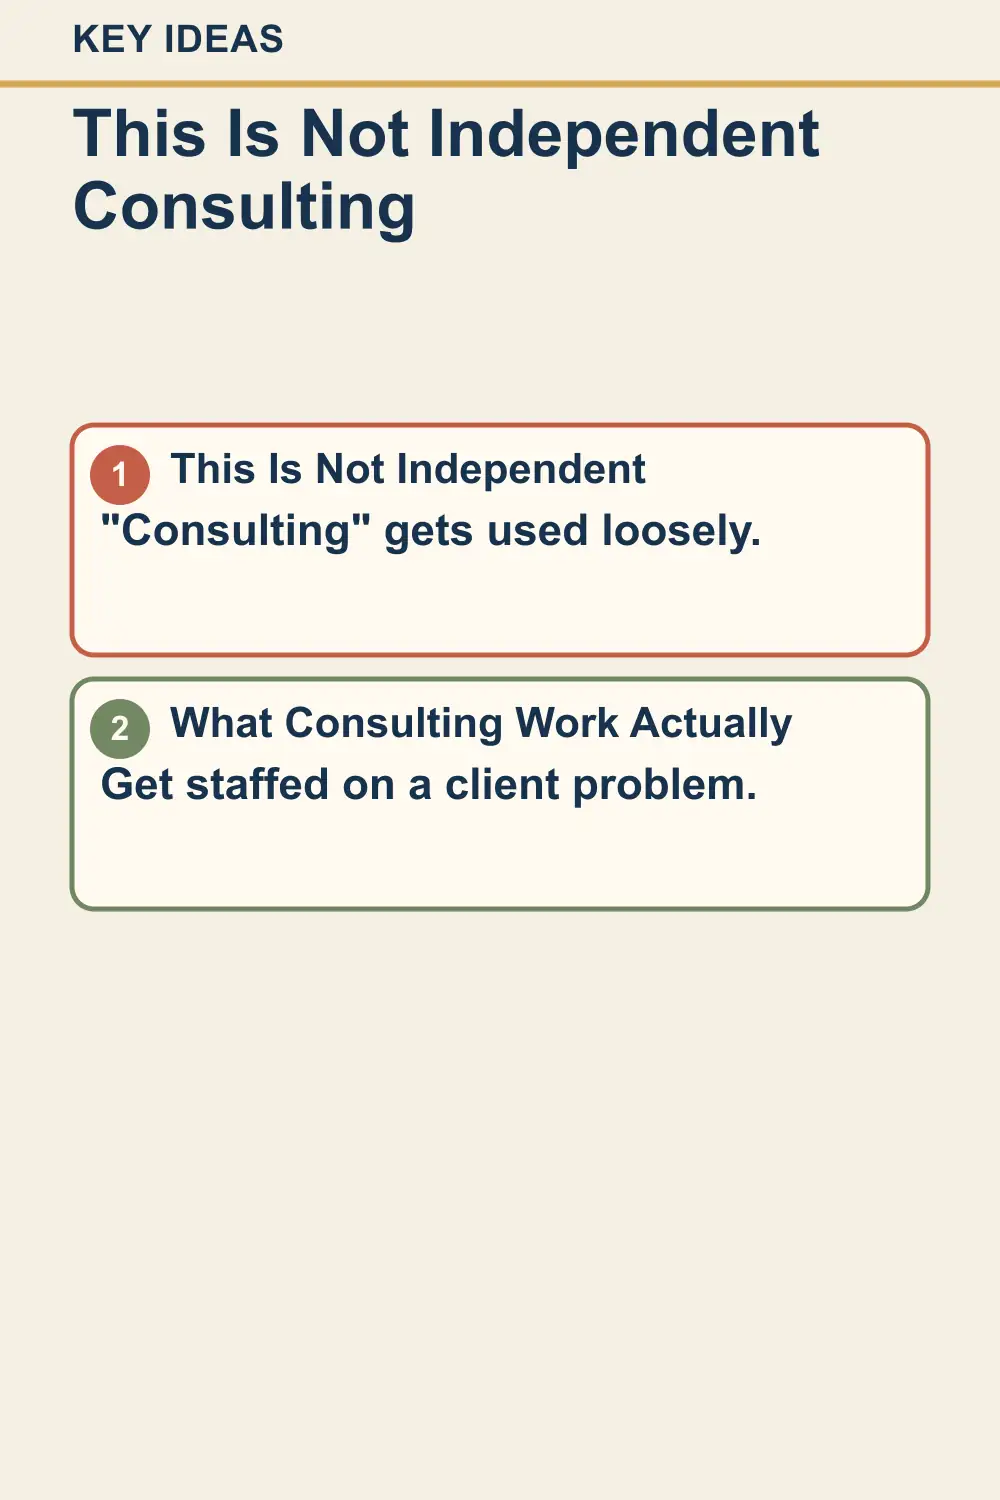 KEY IDEAS
This Is Not Independent
Consulting
1 This Is Not Independent
"Consulting" gets used loosely.
2 What Consulting Work Actually
Get staffed on a client problem.